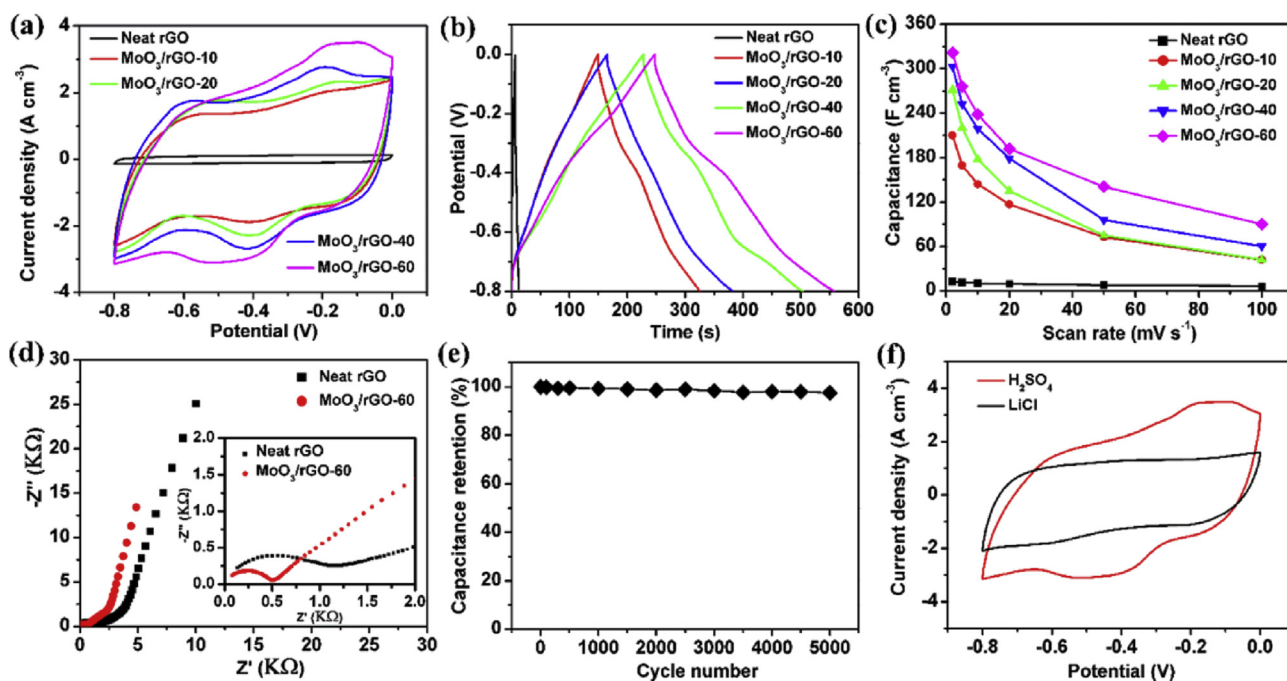 (a)
Current density (A cm⁻³)
4
2
0
-2
-4
Neat rGO
MoO₃/rGO-10
MoO₃/rGO-20
MoO₃/rGO-40
MoO₃/rGO-60
-0.8 -0.6 -0.4 -0.2 0.0
Potential (V)
(b)
Potential (V)
0.0
-0.2
-0.4
-0.6
-0.8
Neat rGO
MoO₃/rGO-10
MoO₃/rGO-20
MoO₃/rGO-40
MoO₃/rGO-60
0 100 200 300 400 500 600
Time (s)
(c)
Capacitance (F cm⁻³)
360
300
240
180
120
60
0
Neat rGO
MoO₃/rGO-10
MoO₃/rGO-20
MoO₃/rGO-40
MoO₃/rGO-60
0 20 40 60 80 100
Scan rate (mV s⁻¹)
(d)
-Z'' (KΩ)
30
25
20
15
10
5
0
Neat rGO
MoO₃/rGO-60
2.0
1.5
1.0
0.5
0.0
-Z'' (KΩ)
Neat rGO
MoO₃/rGO-60
0.0 0.5 1.0 1.5 2.0
Z' (KΩ)
0 5 10 15 20 25 30
Z' (KΩ)
(e)
Capacitance retention (%)
100
80
60
40
20
0
0 1000 2000 3000 4000 5000
Cycle number
(f)
Current density (A cm⁻³)
4
2
0
-2
-4
H₂SO₄
LiCl
-0.8 -0.6 -0.4 -0.2 0.0
Potential (V)